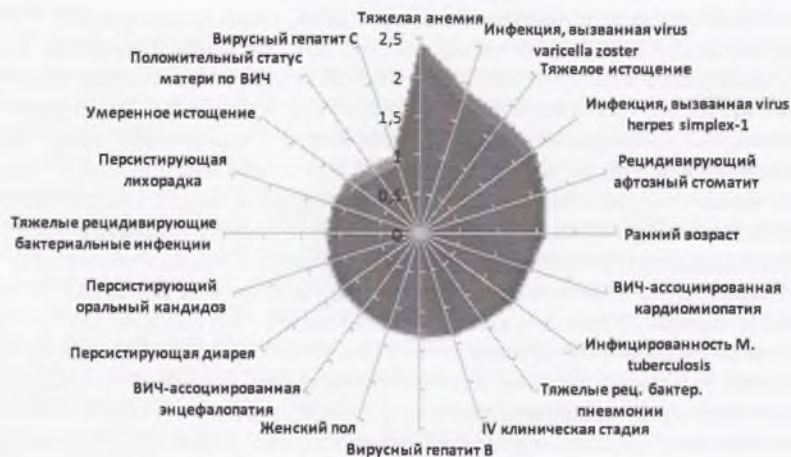 Тяжелая анемия
Инфекция, вызванная virus
varicella zoster
Тяжелое истощение
Инфекция, вызванная virus
herpes simplex-1
Рецидивирующий
афтозный стоматит
Ранний возраст
ВИЧ-ассоциированная
кардиомиопатия
Инфицированность M.
tuberculosis
Тяжелые рец. бактер.
пневмонии
IV клиническая стадия
Вирусный гепатит В
Женский пол
ВИЧ-ассоциированная
энцефалопатия
Персистирующая диарея
Персистирующий
оральный кандидоз
Тяжелые рецидивирующие
бактериальные инфекции
Персистирующая
лихорадка
Умеренное истощение
Положительный статус
матери по ВИЧ
Вирусный гепатит С
2,5
2
1,5
1
0,5
0